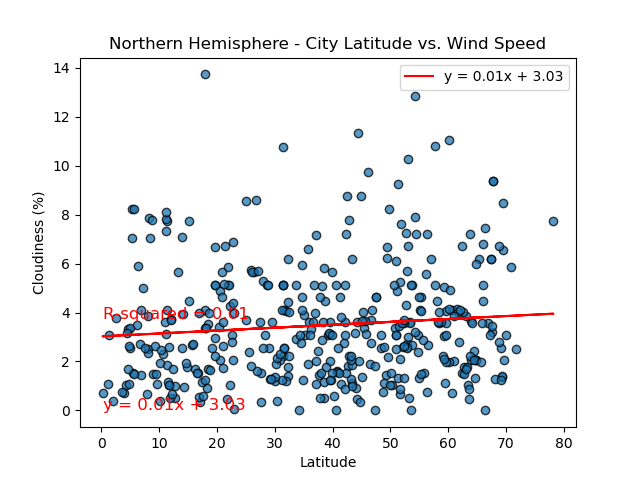 Northern Hemisphere - City Latitude vs. Wind Speed
y = 0.01x + 3.03
Cloudiness (%)
14
12
10
8
6
4
2
0
R-squared = 0.01
y = 0.01x + 3.03
0 10 20 30 40 50 60 70 80
Latitude